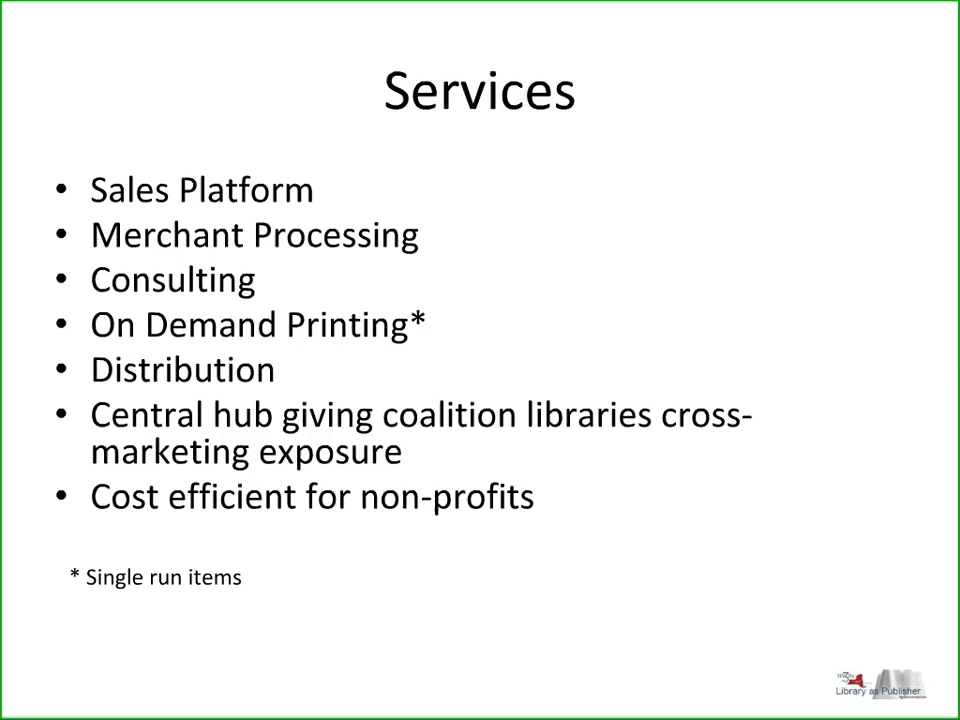 Services
• Sales Platform
• Merchant Processing
• Consulting
• On Demand Printing*
• Distribution
• Central hub giving coalition libraries cross-
marketing exposure
• Cost efficient for non-profits
* Single run items
Library as Publisher